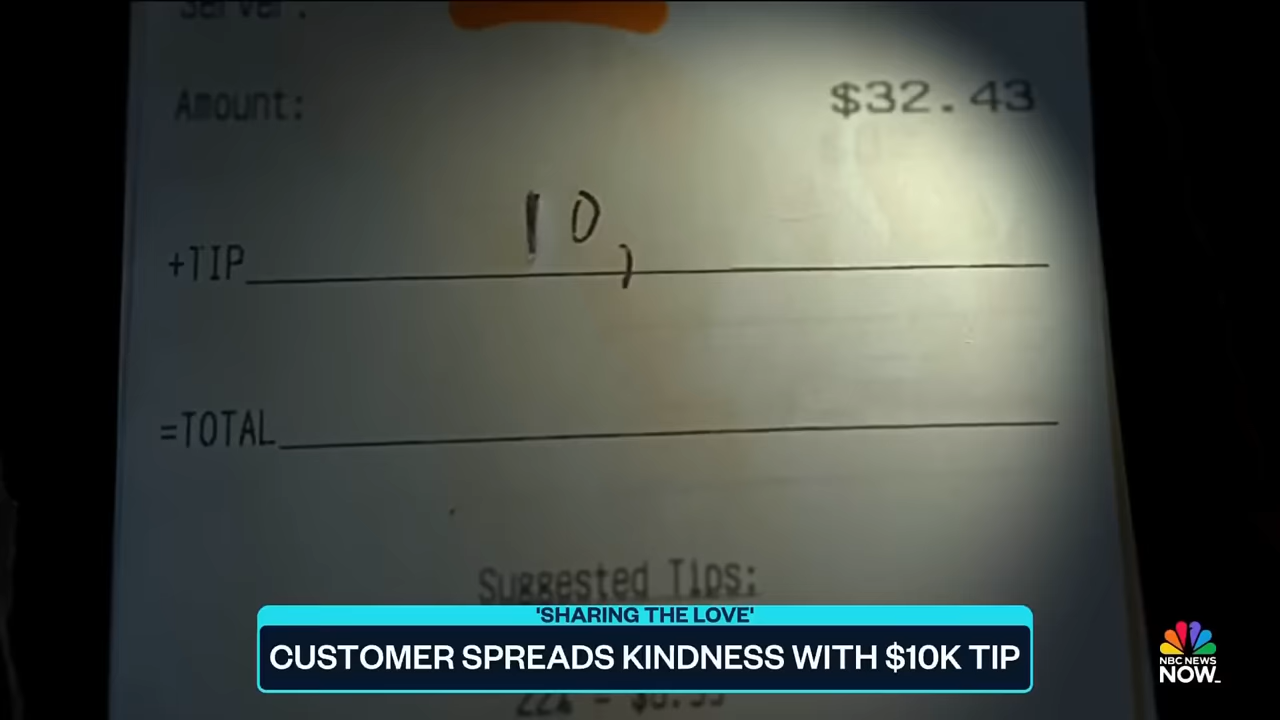 Server:
Amount: $32.43
+TIP 10,
=TOTAL
Suggested Tips:
'SHARING THE LOVE'
CUSTOMER SPREADS KINDNESS WITH $10K TIP
NBC NEWS
NOW